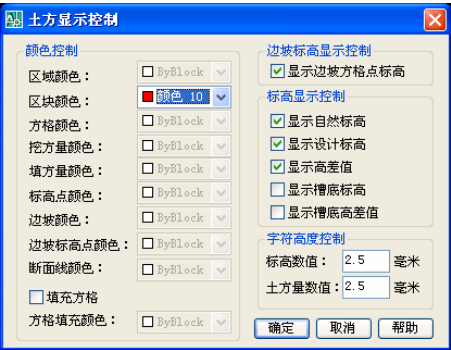 土方显示控制
颜色控制
区域颜色： ByBlock
区块颜色： 颜色 10
方格颜色： ByBlock
挖方量颜色： ByBlock
填方量颜色： ByBlock
标高点颜色： ByBlock
边坡颜色： ByBlock
边坡标高点颜色： ByBlock
断面线颜色： ByBlock
填充方格
方格填充颜色： ByBlock
边坡标高显示控制
显示边坡方格点标高
标高显示控制
显示自然标高
显示设计标高
显示高差值
显示槽底标高
显示槽底高差值
字符高度控制
标高数值： 2.5 毫米
土方量数值： 2.5 毫米
确定 取消 帮助